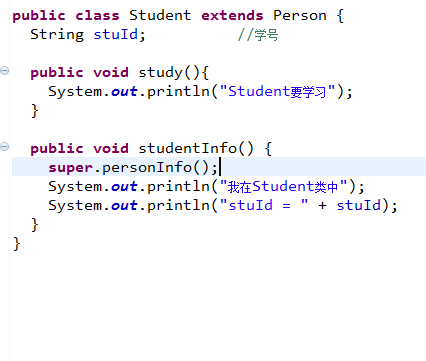 public class Student extends Person {
String stuId; //学号
public void study(){
System.out.println("Student要学习");
}
public void studentInfo() {
super.personInfo();
System.out.println("我在Student类中");
System.out.println("stuId = " + stuId);
}
}